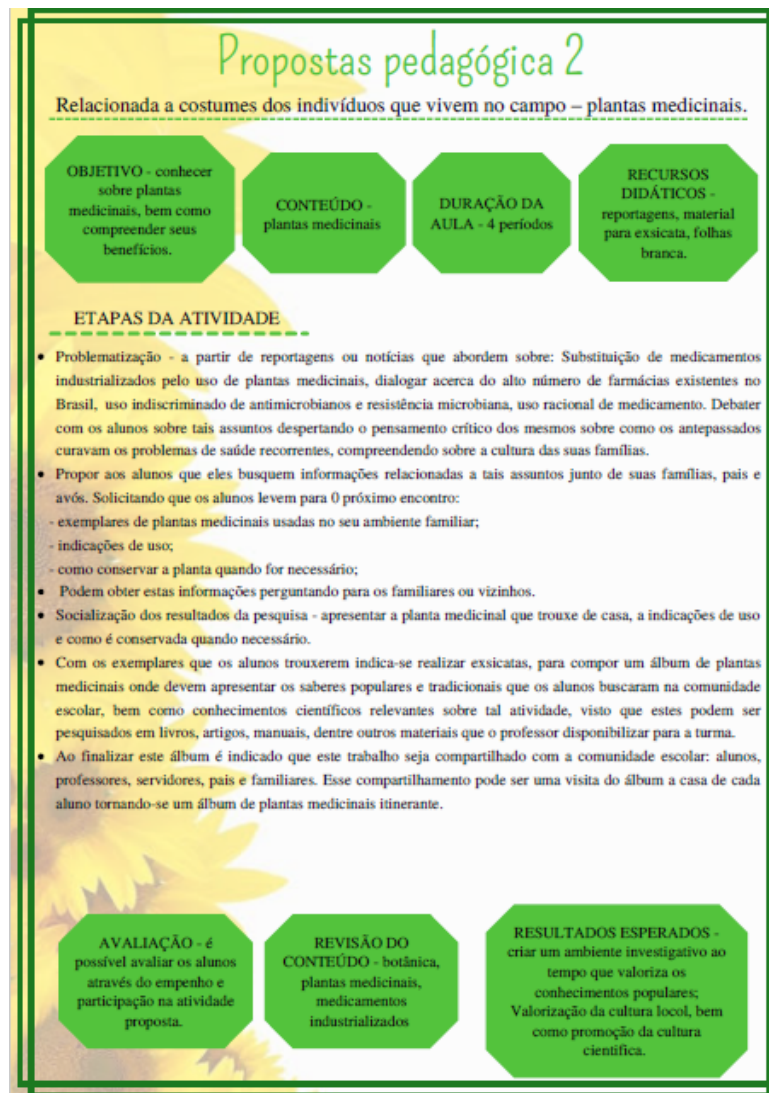 Propostas pedagógica 2
Relacionada a costumes dos indivíduos que vivem no campo – plantas medicinais.
OBJETIVO - conhecer
sobre plantas
medicinais, bem como
compreender seus
benefícios.
CONTEÚDO -
plantas medicinais
DURAÇÃO DA
AULA - 4 períodos
RECURSOS
DIDÁTICOS -
reportagens, material
para exsicata, folhas
branca.
ETAPAS DA ATIVIDADE
• Problematização - a partir de reportagens ou notícias que abordem sobre: Substituição de medicamentos
industrializados pelo uso de plantas medicinais, dialogar acerca do alto número de farmácias existentes no
Brasil, uso indiscriminado de antimicrobianos e resistência microbiana, uso racional de medicamento. Debater
com os alunos sobre tais assuntos despertando o pensamento crítico dos mesmos sobre como os antepassados
curavam os problemas de saúde recorrentes, compreendendo sobre a cultura das suas famílias.
• Propor aos alunos que eles busquem informações relacionadas a tais assuntos junto de suas famílias, pais e
avós. Solicitando que os alunos levem para 0 próximo encontro:
- exemplares de plantas medicinais usadas no seu ambiente familiar;
- indicações de uso;
- como conservar a planta quando for necessário;
• Podem obter estas informações perguntando para os familiares ou vizinhos.
• Socialização dos resultados da pesquisa - apresentar a planta medicinal que trouxe de casa, a indicações de uso
e como é conservada quando necessário.
• Com os exemplares que os alunos trouxerem indica-se realizar exsicatas, para compor um álbum de plantas
medicinais onde devem apresentar os saberes populares e tradicionais que os alunos buscaram na comunidade
escolar, bem como conhecimentos científicos relevantes sobre tal atividade, visto que estes podem ser
pesquisados em livros, artigos, manuais, dentre outros materiais que o professor disponibilizar para a turma.
• Ao finalizar este álbum é indicado que este trabalho seja compartilhado com a comunidade escolar: alunos,
professores, servidores, pais e familiares. Esse compartilhamento pode ser uma visita do álbum a casa de cada
aluno tornando-se um álbum de plantas medicinais itinerante.
AVALIAÇÃO - é
possível avaliar os alunos
através do empenho e
participação na atividade
proposta.
REVISÃO DO
CONTEÚDO - botânica,
plantas medicinais,
medicamentos
industrializados
RESULTADOS ESPERADOS -
criar um ambiente investigativo ao
tempo que valoriza os
conhecimentos populares;
Valorização da cultura locol, bem
como promoção da cultura
cientifica.